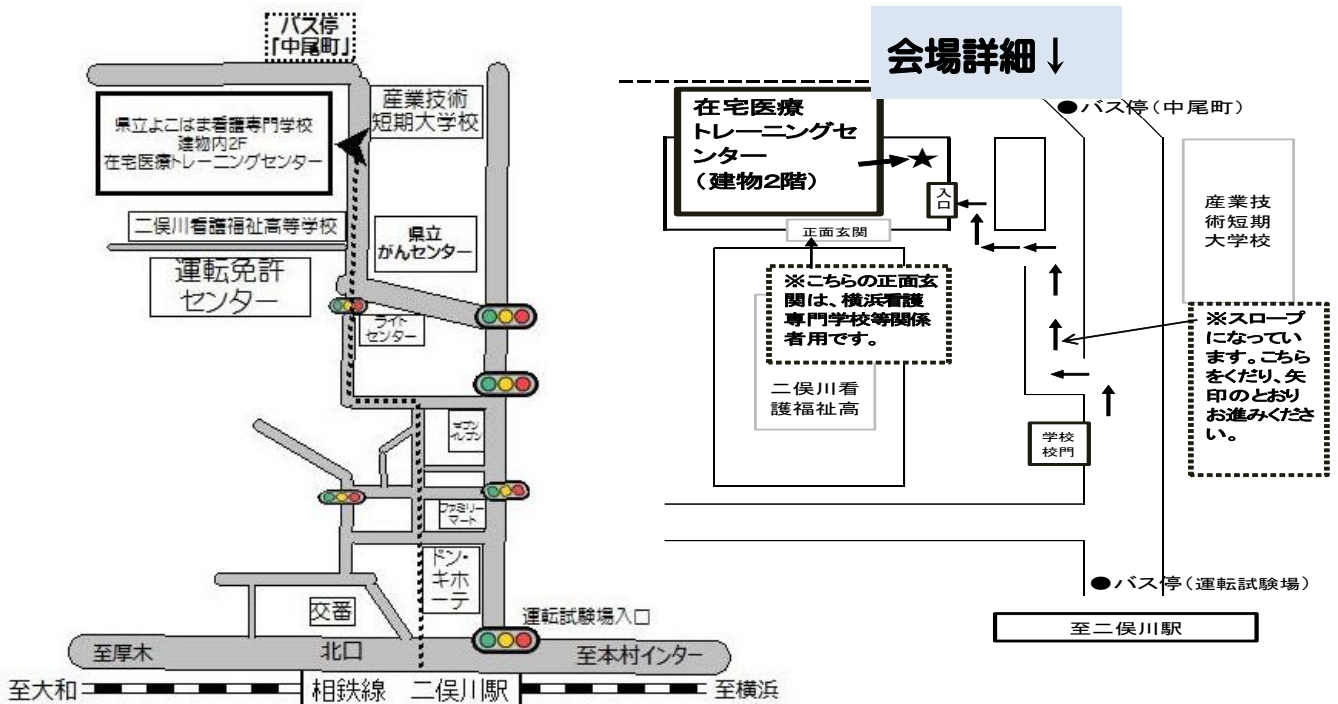 バス停
「中尾町」
産業技術
短期大学校
県立よこはま看護専門学校
建物内2F
在宅医療トレーニングセンター
二俣川看護福祉高等学校
県立
がんセンター
運転免許
センター
ライト
センター
セブン
イレブン
ファミリー
マート
ドン・
キホ
ーテ
交番
運転試験場入口
至厚木
北口
至本村インター
至大和
相鉄線 二俣川駅
至横浜
会場詳細↓
在宅医療
トレーニングセ
ンター
(建物2階)
★
入口
正面玄関
※こちらの正面玄
関は、横浜看護
専門学校等関係
者用です。
二俣川看
護福祉高
●バス停(中尾町)
産業技
術短期
大学校
※スロープ
になってい
ます。こちら
をくだり、矢
印のとおり
お進みくださ
い。
学校
校門
●バス停(運転試験場)
至二俣川駅